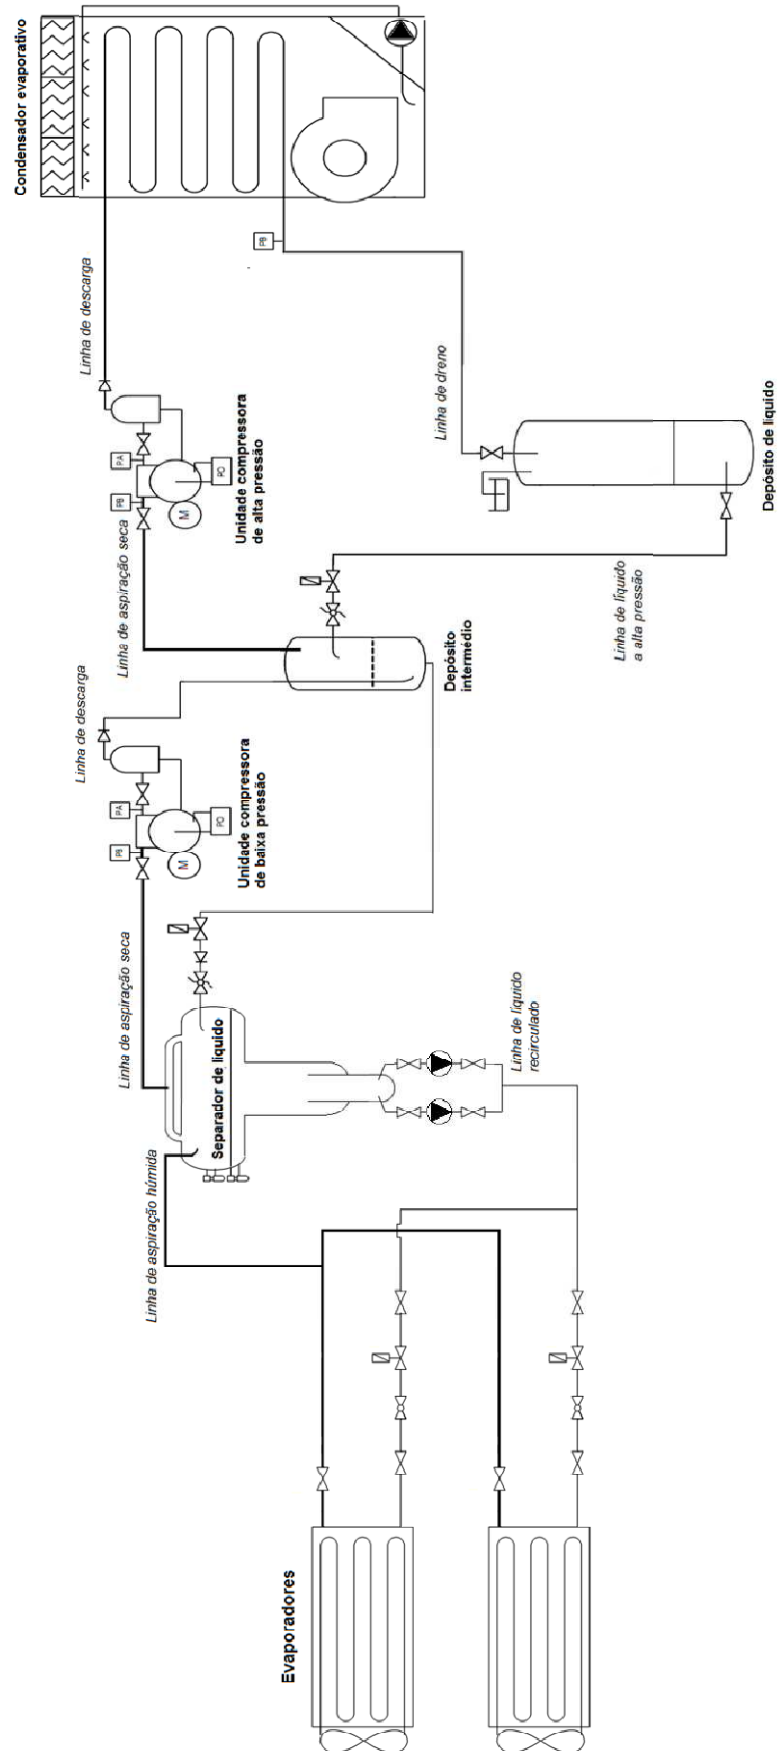 Condensador evaporativo
Linha de descarga
Linha de descarga
Linha de aspiração húmida
Linha de aspiração seca
PB
PA
Linha de aspiração seca
PB
PA
M
PO
M
PO
Separador de liquido
Unidade compressora
de baixa pressão
Unidade compressora
de alta pressão
PB
Evaporadores
Linha de líquido
recirculado
Depósito
intermédio
Linha de dreno
Linha de líquido
a alta pressão
Depósito de liquido